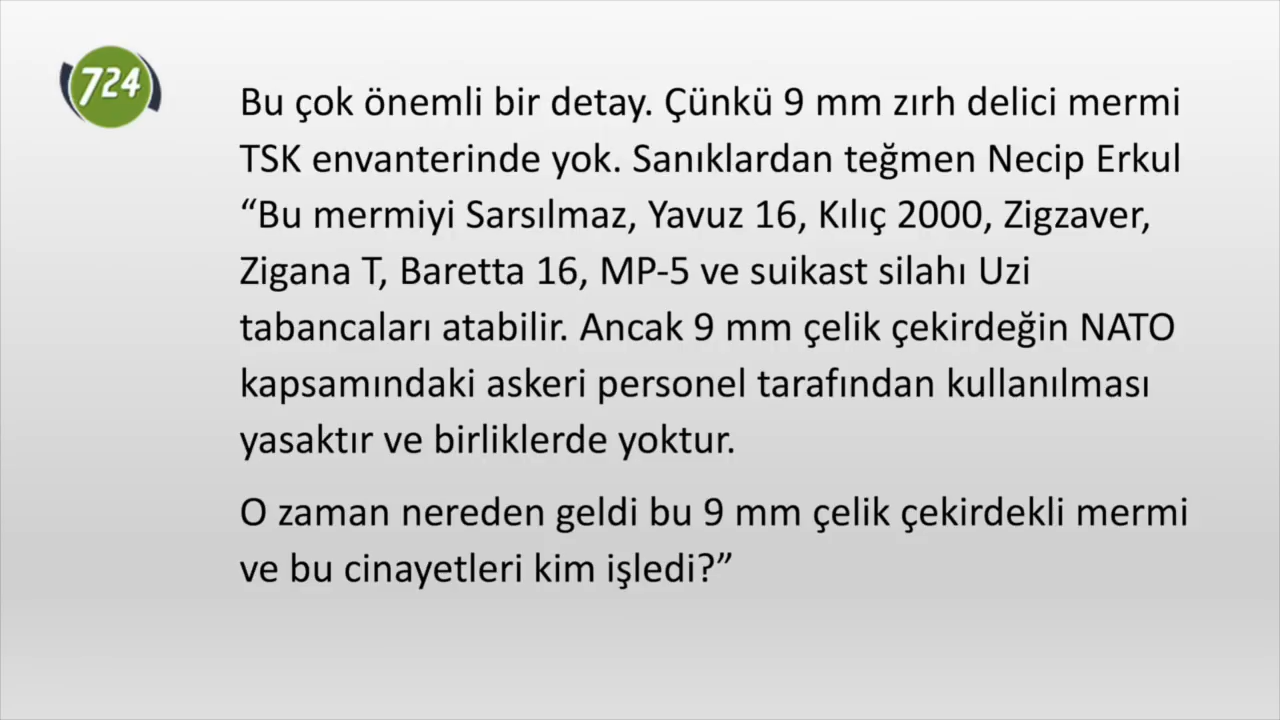 724
Bu çok önemli bir detay. Çünkü 9 mm zırh delici mermi
TSK envanterinde yok. Sanıklardan teğmen Necip Erkul
“Bu mermiyi Sarsılmaz, Yavuz 16, Kılıç 2000, Zigzaver,
Zigana T, Baretta 16, MP-5 ve suikast silahı Uzi
tabancaları atabilir. Ancak 9 mm çelik çekirdeğin NATO
kapsamındaki askeri personel tarafından kullanılması
yasaktır ve birliklerde yoktur.
O zaman nereden geldi bu 9 mm çelik çekirdekli mermi
ve bu cinayetleri kim işledi?”